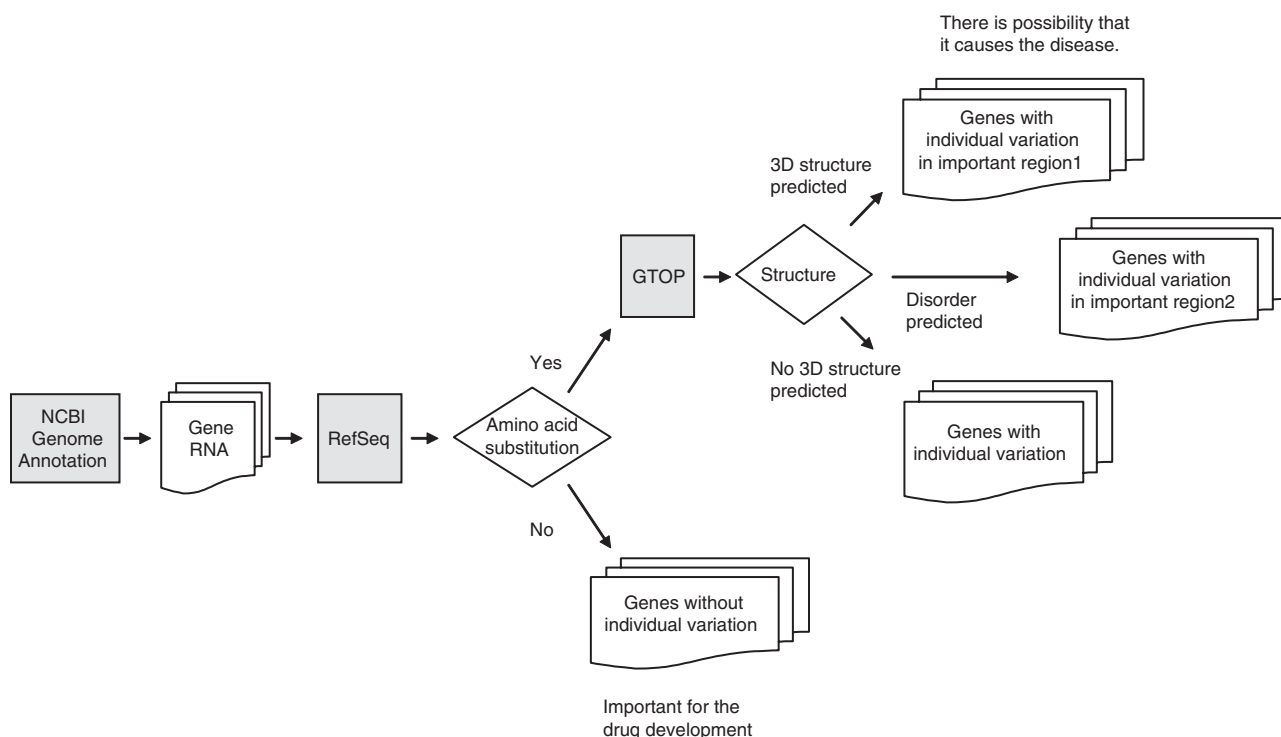 There is possibility that
it causes the disease.
Genes with
individual variation
in important region1
3D structure
predicted
Genes with
individual variation
in important region2
GTOP
Structure
Disorder
predicted
No 3D structure
predicted
Yes
NCBI
Genome
Annotation
Gene
RNA
RefSeq
Amino acid
substitution
Genes with
individual variation
No
Genes without
individual variation
Important for the
drug development